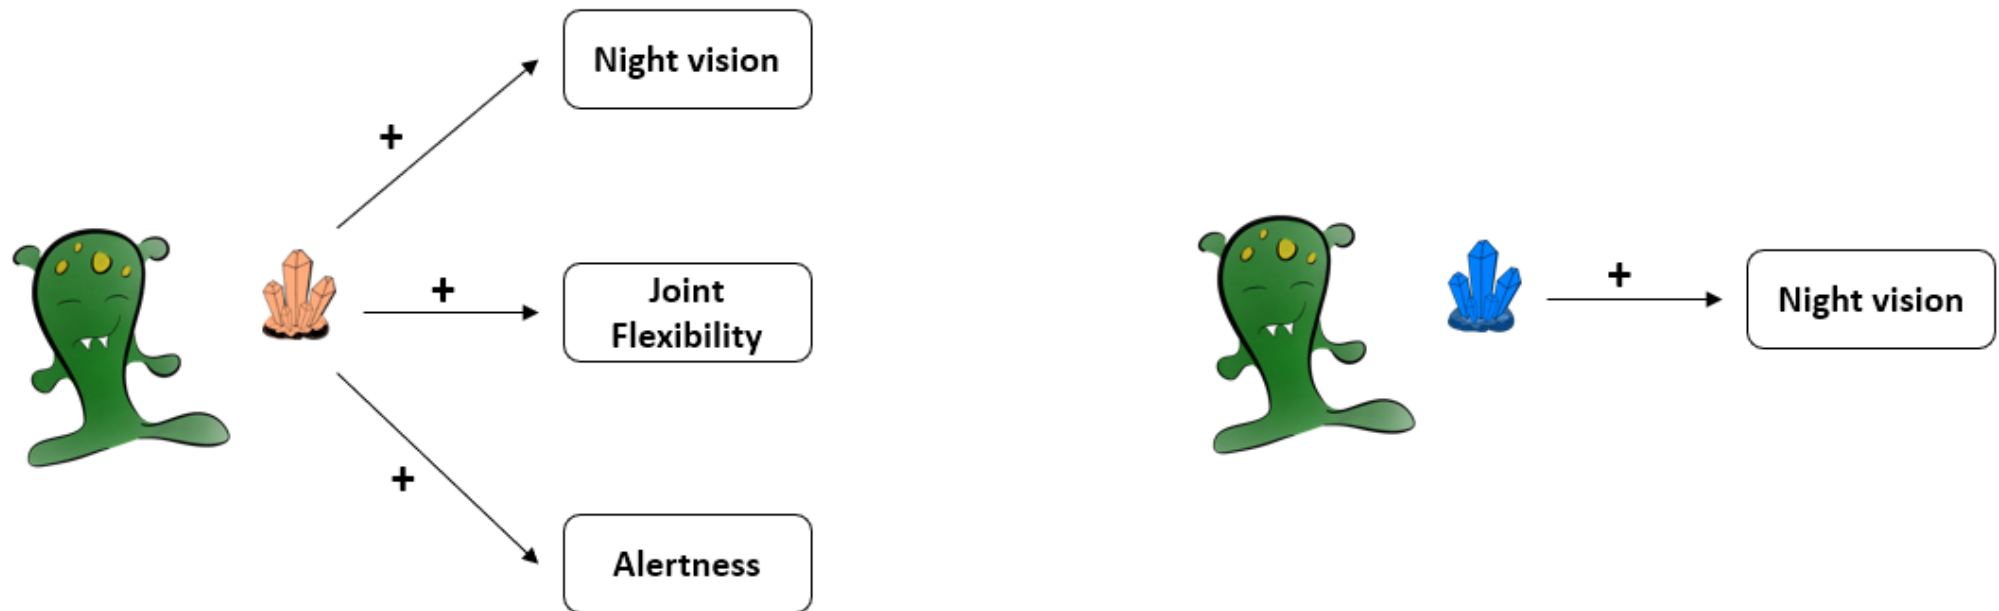 Night vision
+
+
Joint
Flexibility
+
Alertness
+
Night vision